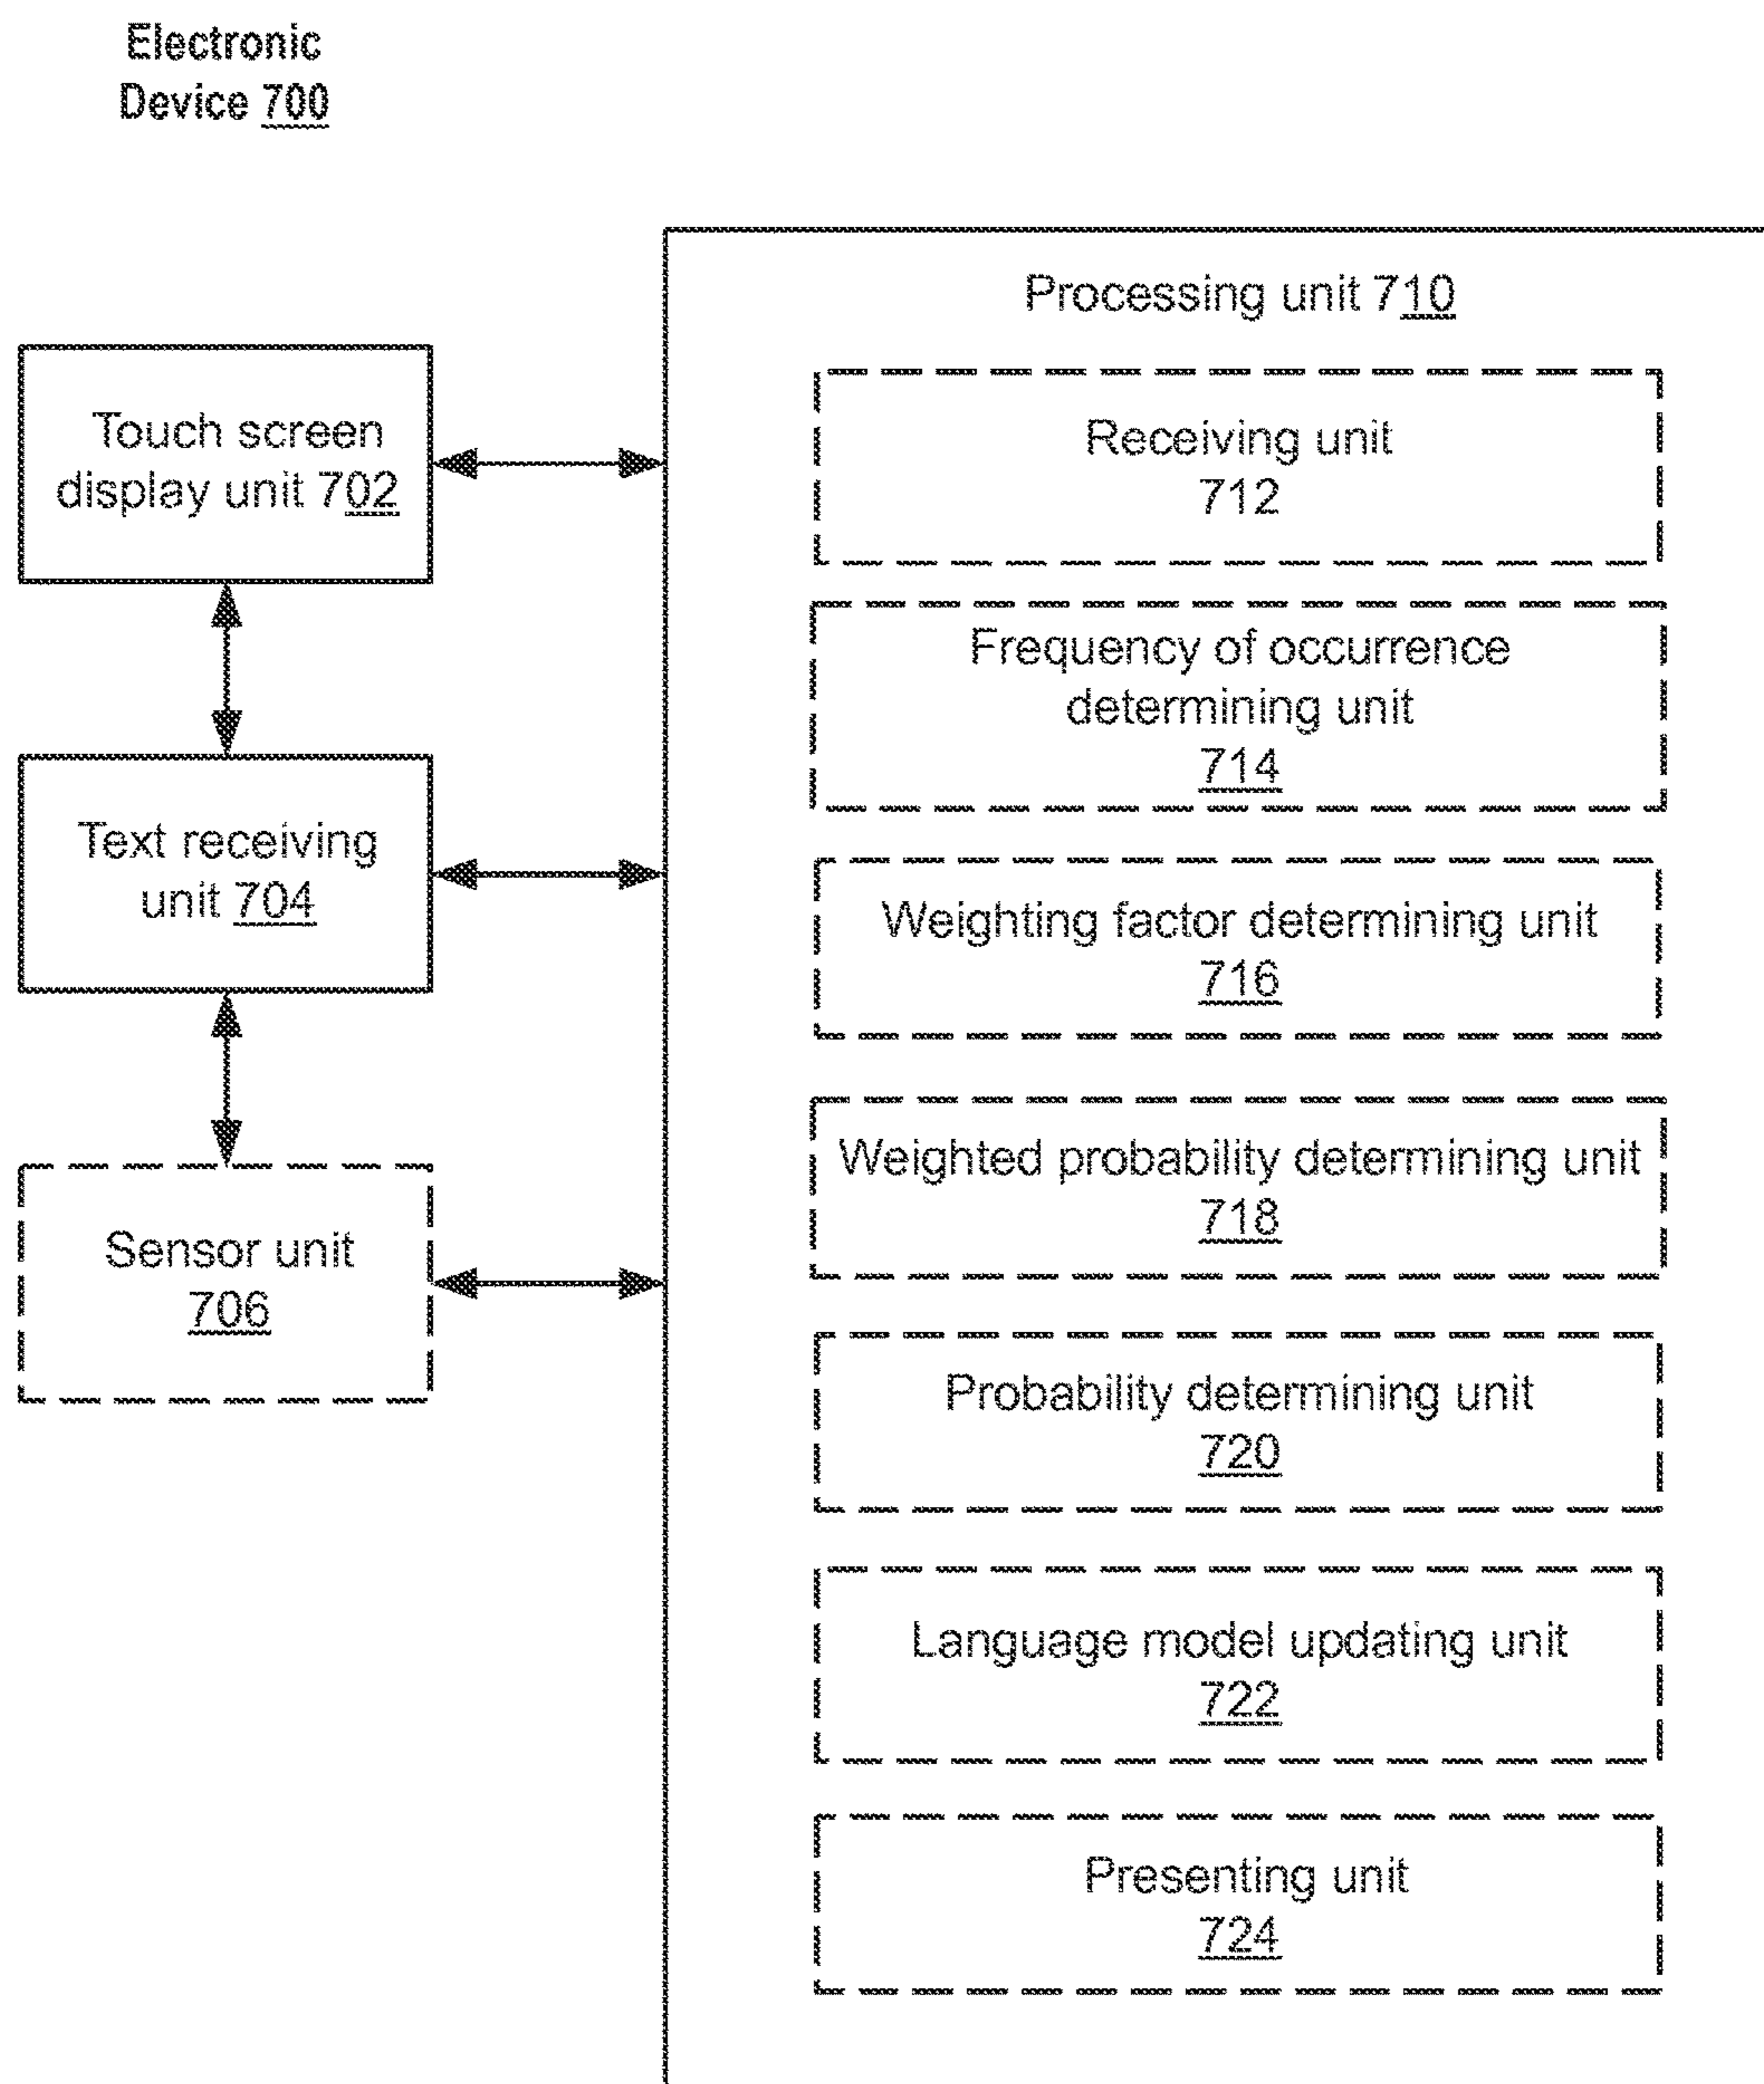 Electronic
Device 700
Processing unit 710
Touch screen
display unit 702
Receiving unit
712
Frequency of occurrence
determining unit
714
Text receiving
unit 704
Weighting factor determining unit
716
Weighted probability determining unit
718
Sensor unit
706
Probability determining unit
720
Language model updating unit
722
Presenting unit
724